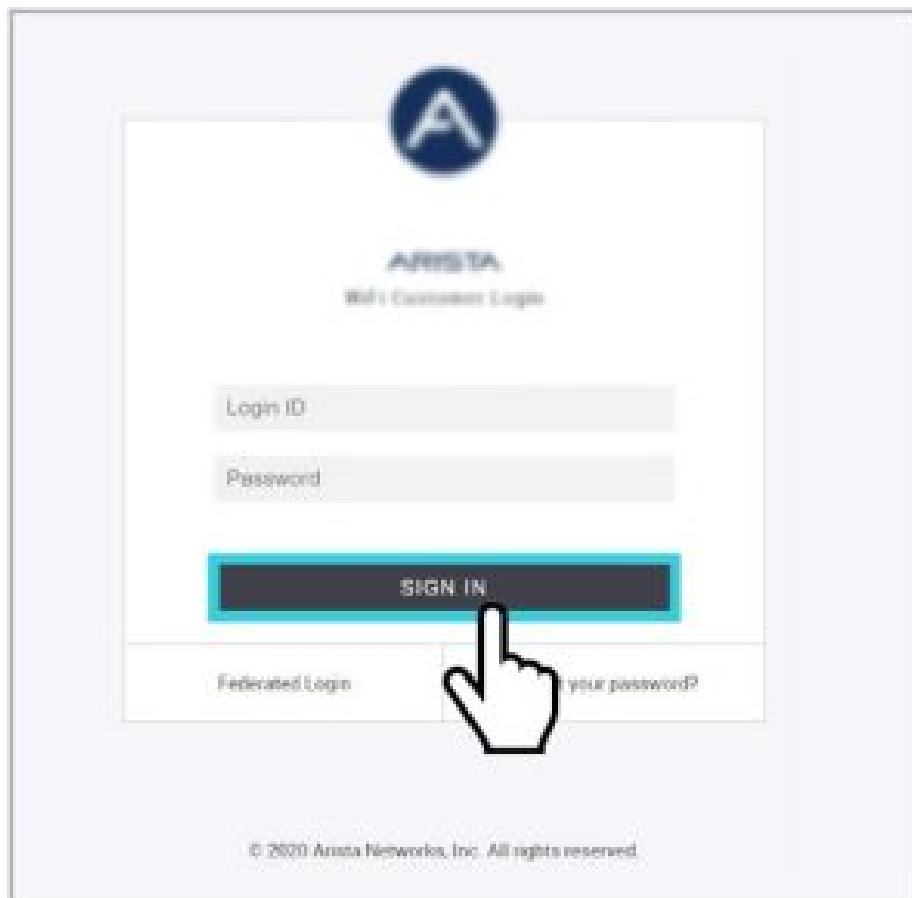 ARISTA
WiFi Customer Login
Login ID
Password
SIGN IN
Federated Login
your password?
© 2020 Arista Networks, Inc. All rights reserved.